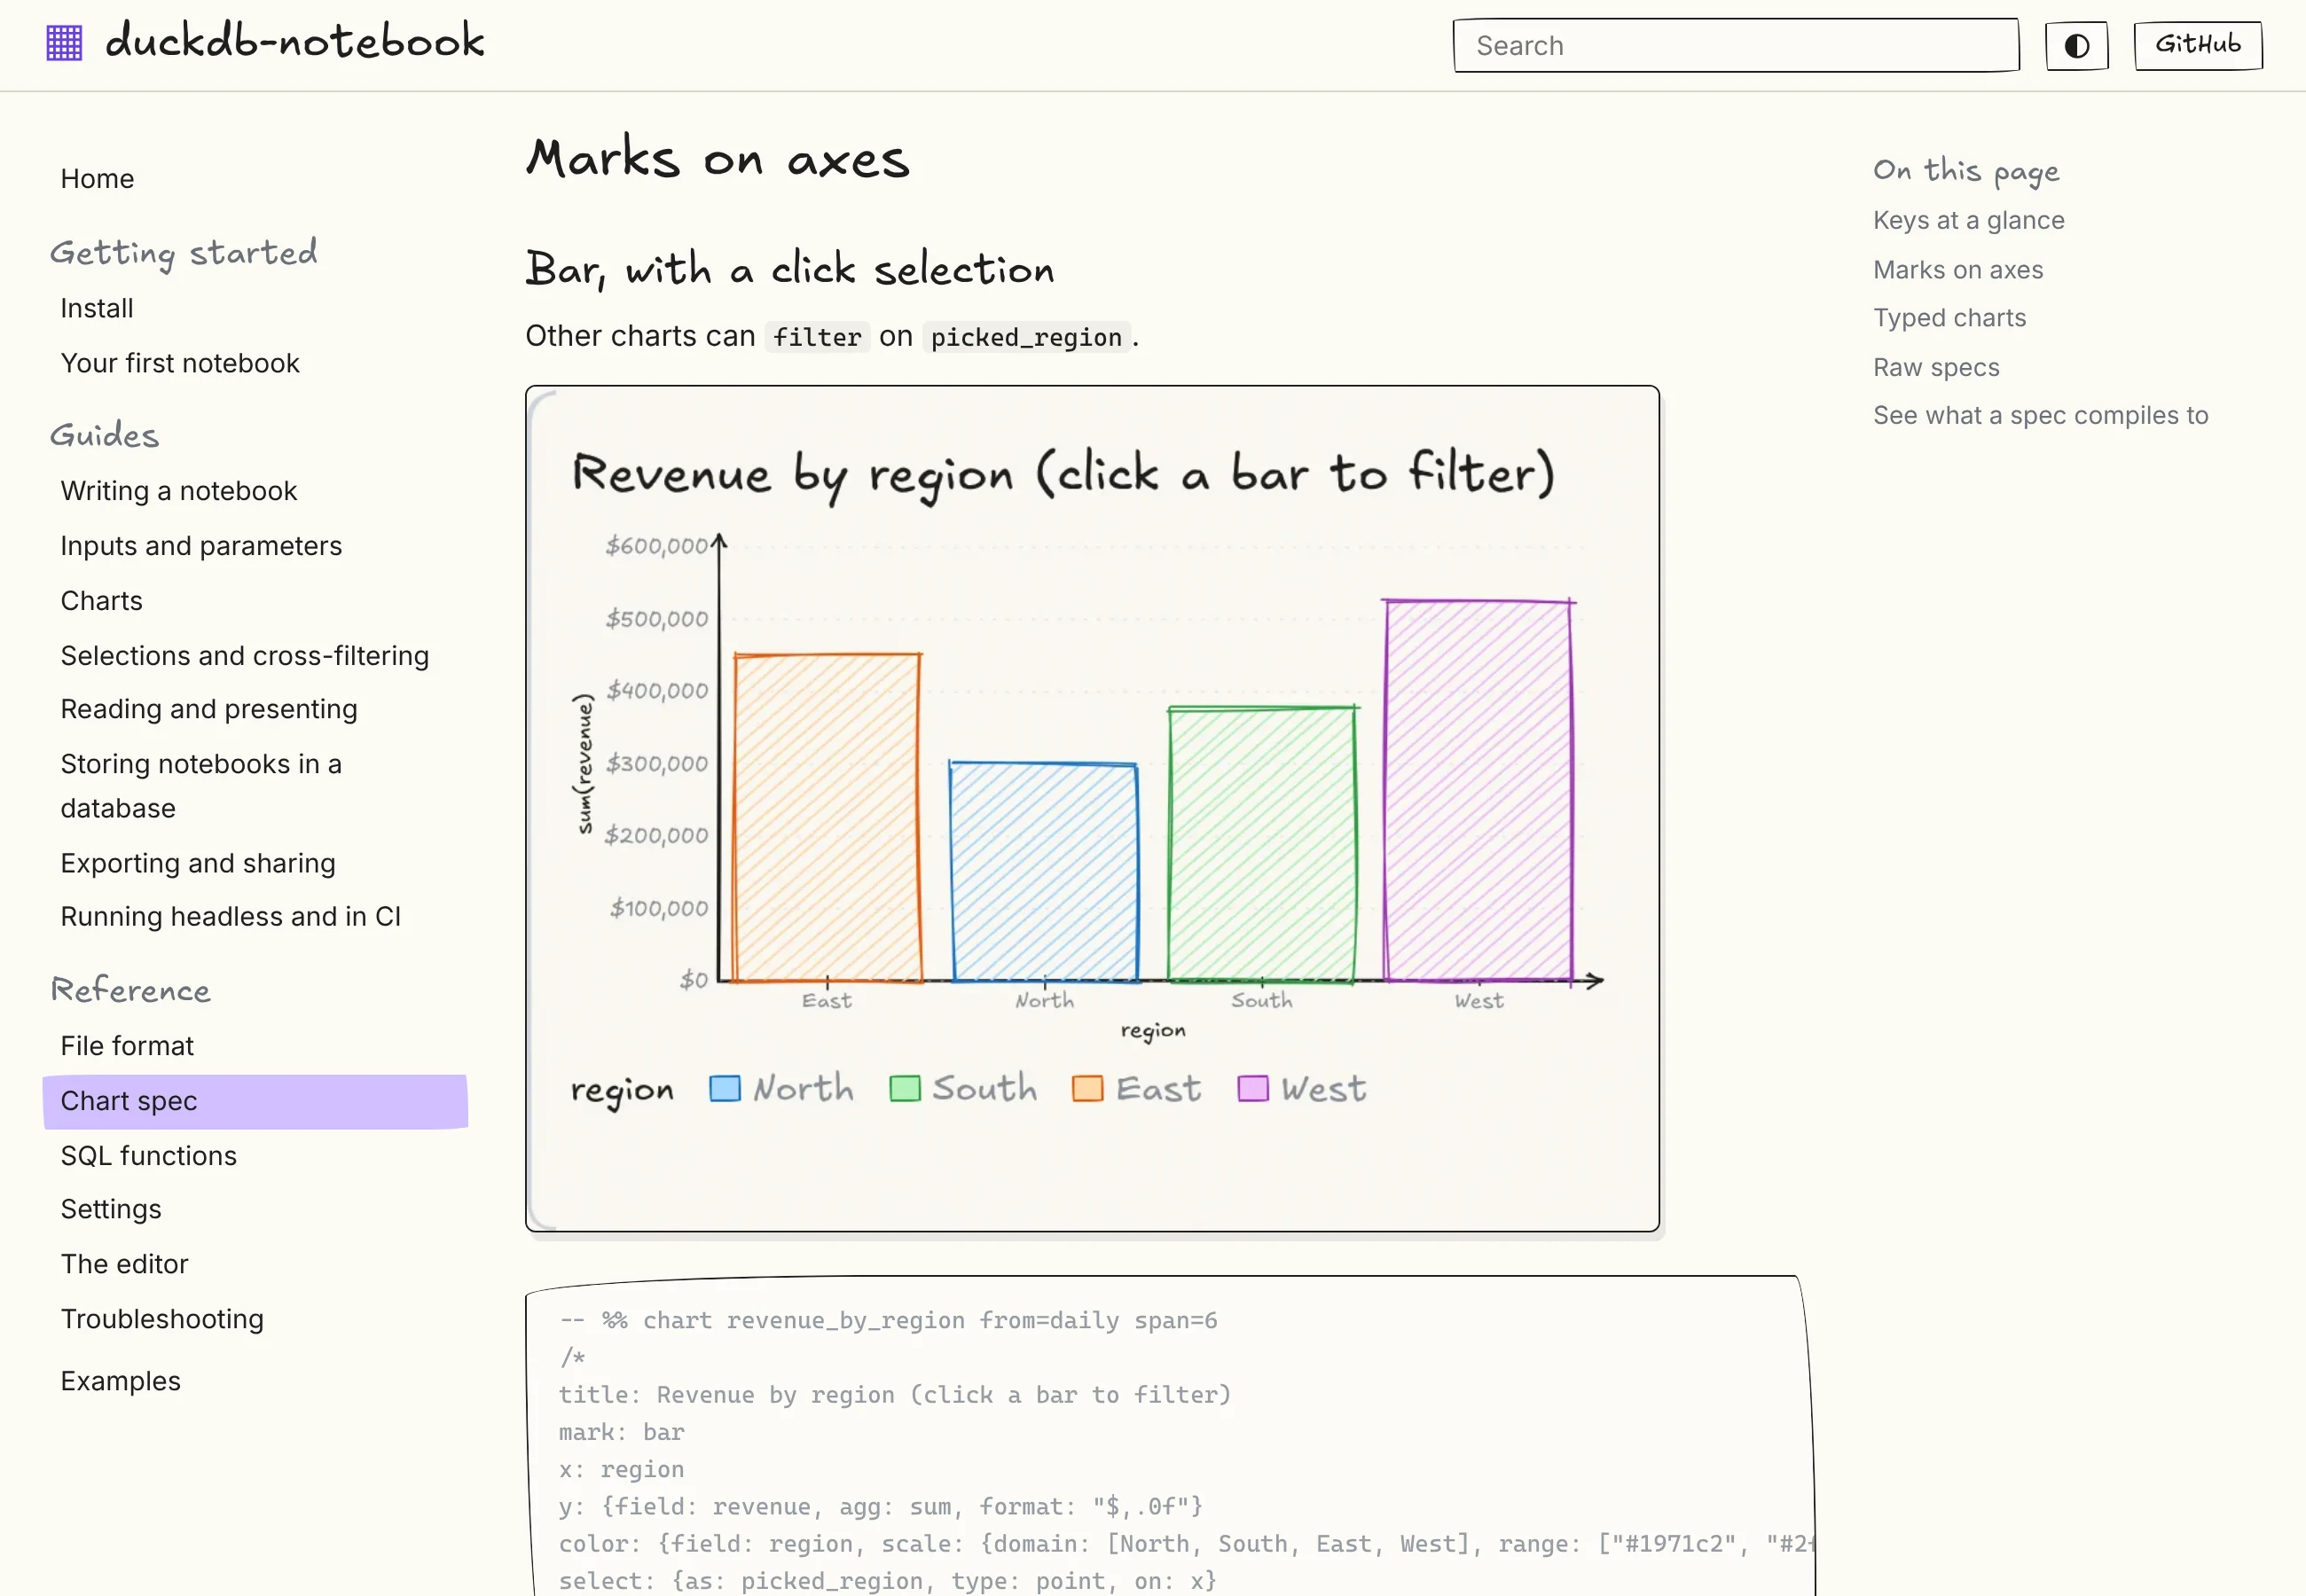 duckdb-notebook
Search
GitHub
Home
Getting started
Install
Your first notebook
Guides
Writing a notebook
Inputs and parameters
Charts
Selections and cross-filtering
Reading and presenting
Storing notebooks in a
database
Exporting and sharing
Running headless and in CI
Reference
File format
Chart spec
SQL functions
Settings
The editor
Troubleshooting
Examples
Marks on axes
Bar, with a click selection
Other charts can filter on picked_region.
Revenue by region (click a bar to filter)
$600,000
$500,000
$400,000
$300,000
$200,000
$100,000
$0
sum(revenue)
East North South West
region
region North South East West
-- %% chart revenue_by_region from=daily span=6
/*
title: Revenue by region (click a bar to filter)
mark: bar
x: region
y: {field: revenue, agg: sum, format: "$,.0f"}
color: {field: region, scale: {domain: [North, South, East, West], range: ["#1971c2", "#2f
select: {as: picked_region, type: point, on: x}
On this page
Keys at a glance
Marks on axes
Typed charts
Raw specs
See what a spec compiles to